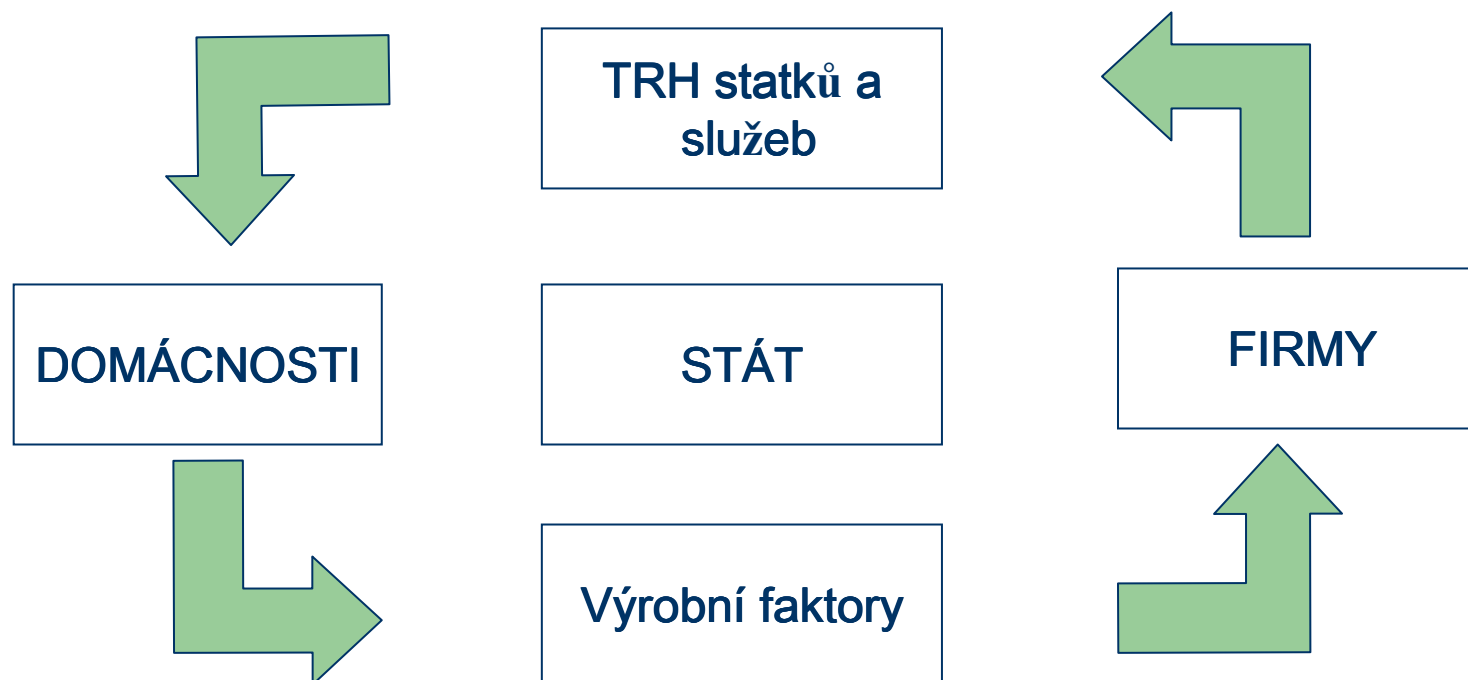 TRH statků a
služeb
DOMÁCNOSTI
STÁT
FIRMY
Výrobní faktory